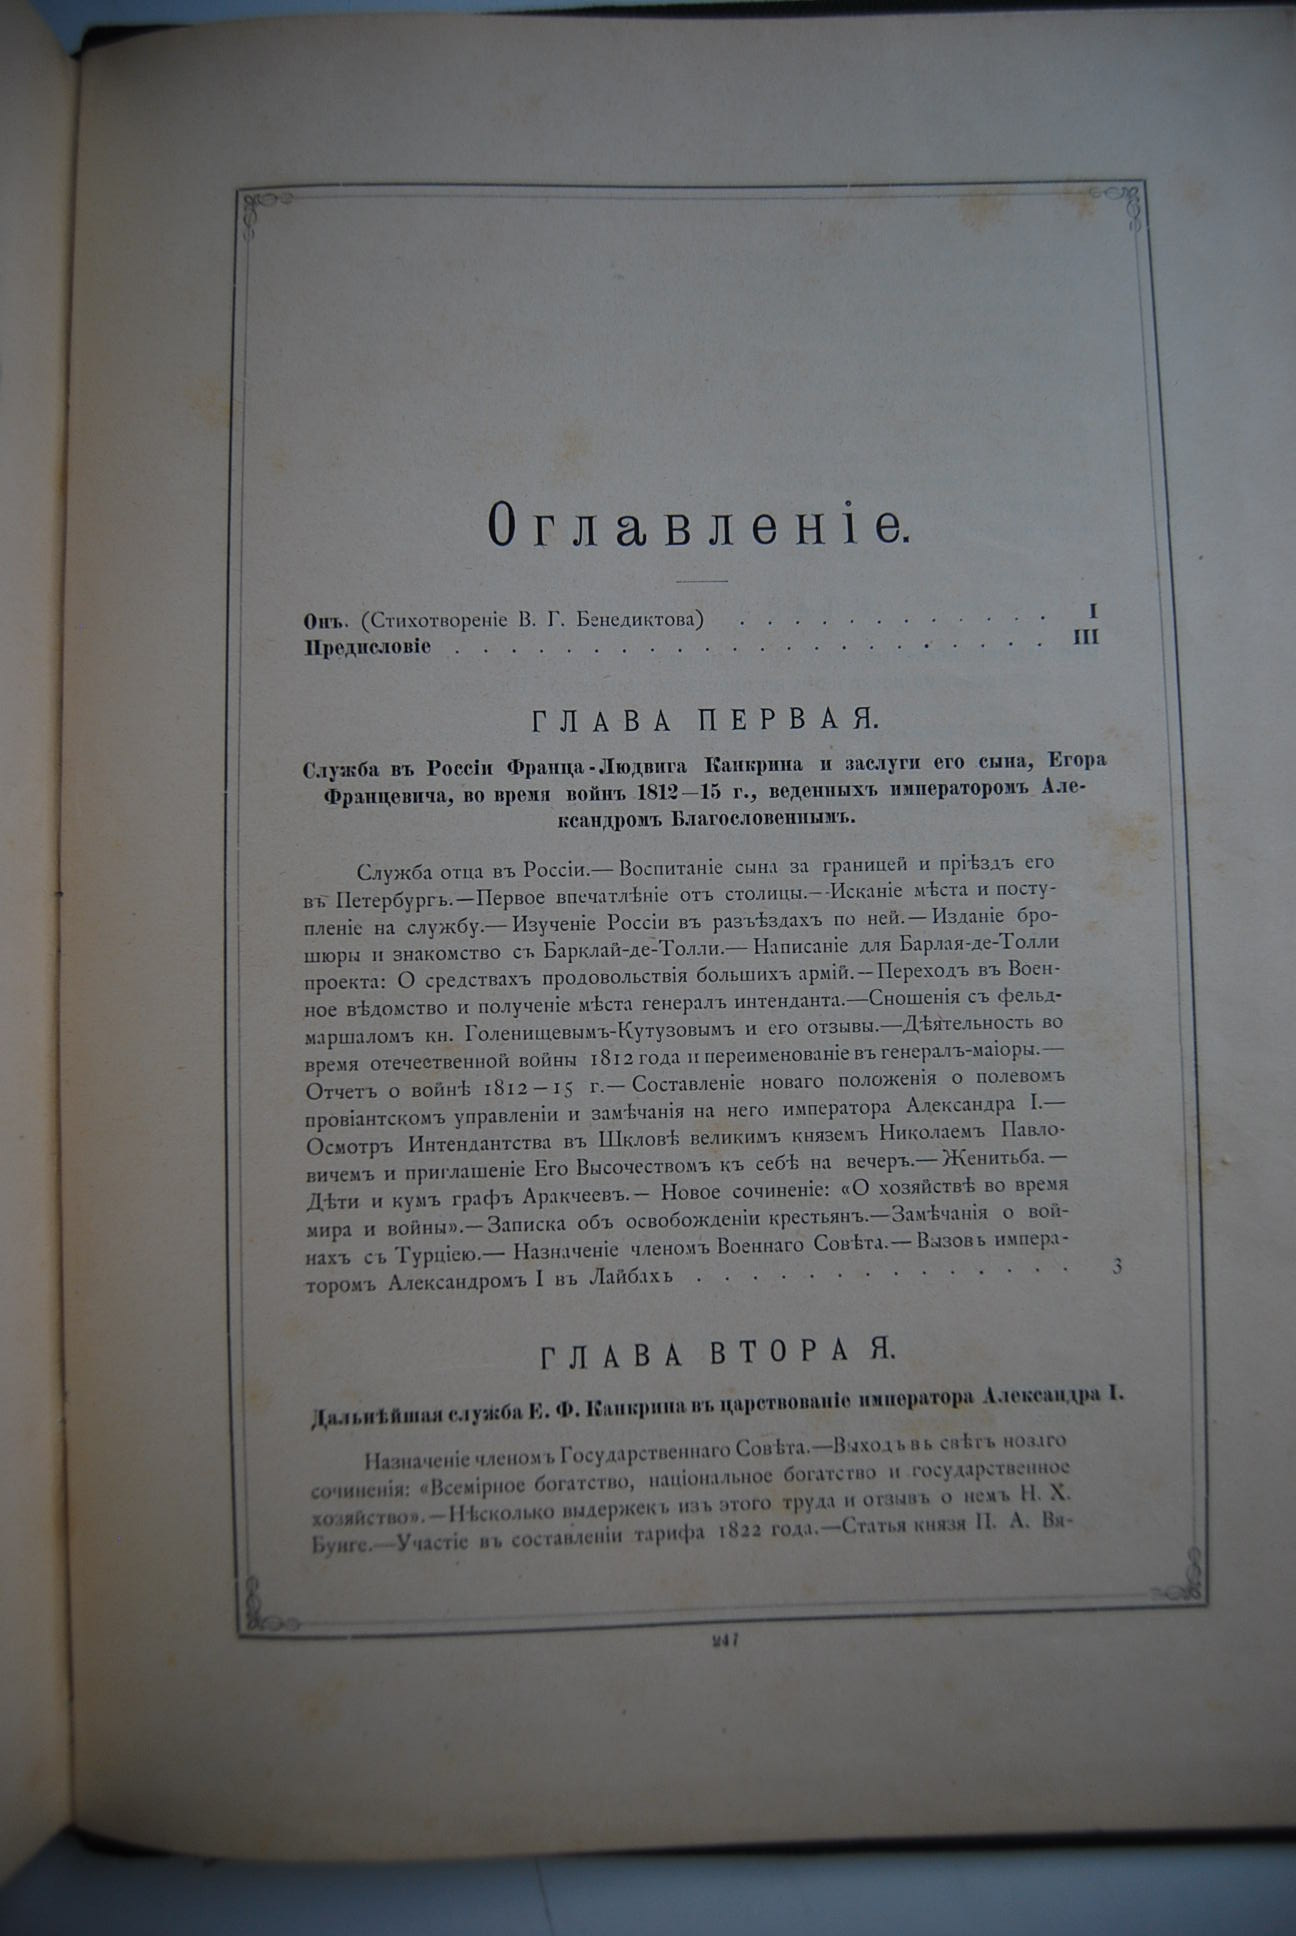 Оглавленіе.
Онъ. (Стихотвореніе В. Г. Бенедиктова) . . . . . . . . . . . . I
Предисловіе . . . . . . . . . . . . . . . . . . . . . . III
ГЛАВА ПЕРВАЯ.
Служба въ Россіи Франца-Людвига Канкрина и заслуги его сына, Егора
Францевича, во время войнъ 1812—15 г., веденныхъ императоромъ Але-
ксандромъ Благословеннымъ.
Служба отца въ Россіи.— Воспитаніе сына за границей и пріѣздъ его
въ Петербургъ.—Первое впечатлѣніе отъ столицы.—Исканіе мѣста и посту-
пленіе на службу.— Изученіе Россіи въ разъѣздахъ по ней.— Изданіе бро-
шюры и знакомство съ Барклай-де-Толли.— Написаніе для Барлая-де-Толли
проекта: О средствахъ продовольствія большихъ армій.—Переходъ въ Воен-
ное вѣдомство и полученіе мѣста генералъ интенданта.—Сношенія съ фельд-
маршаломъ кн. Голенищевымъ-Кутузовымъ и его отзывы.—Дѣятельность во
время отечественной войны 1812 года и переименованіе въ генералъ-маіоры.—
Отчетъ о войнѣ 1812—15 г.— Составленіе новаго положенія о полевомъ
провіантскомъ управленіи и замѣчанія на него императора Александра I.—
Осмотръ Интендантства въ Шкловѣ великимъ княземъ Николаемъ Павло-
вичемъ и приглашеніе Его Высочествомъ къ себѣ на вечеръ.— Женитьба.—
Дѣти и кумъ графъ Аракчеевъ.— Новое сочиненіе: «О хозяйствѣ во время
мира и войны».—Записка объ освобожденіи крестьянъ.—Замѣчанія о вой-
нахъ съ Турціею.— Назначеніе членомъ Военнаго Совѣта.— Вызовъ импера-
торомъ Александромъ I въ Лайбахъ . . . . . . . . . . . . . . 3
ГЛАВА ВТОРАЯ.
Дальнѣйшая служба Е. Ф. Канкрина въ царствованіе императора Александра I.
Назначеніе членомъ Государственнаго Совѣта.—Выходъ въ свѣтъ новаго
сочиненія: «Всемірное богатство, національное богатство и государственное
хозяйство».—Нѣсколько выдержекъ изъ этого труда и отзывъ о немъ Н. Х.
Бунге.—Участіе въ составленіи тарифа 1822 года.—Статья князя П. А. Вя-
247